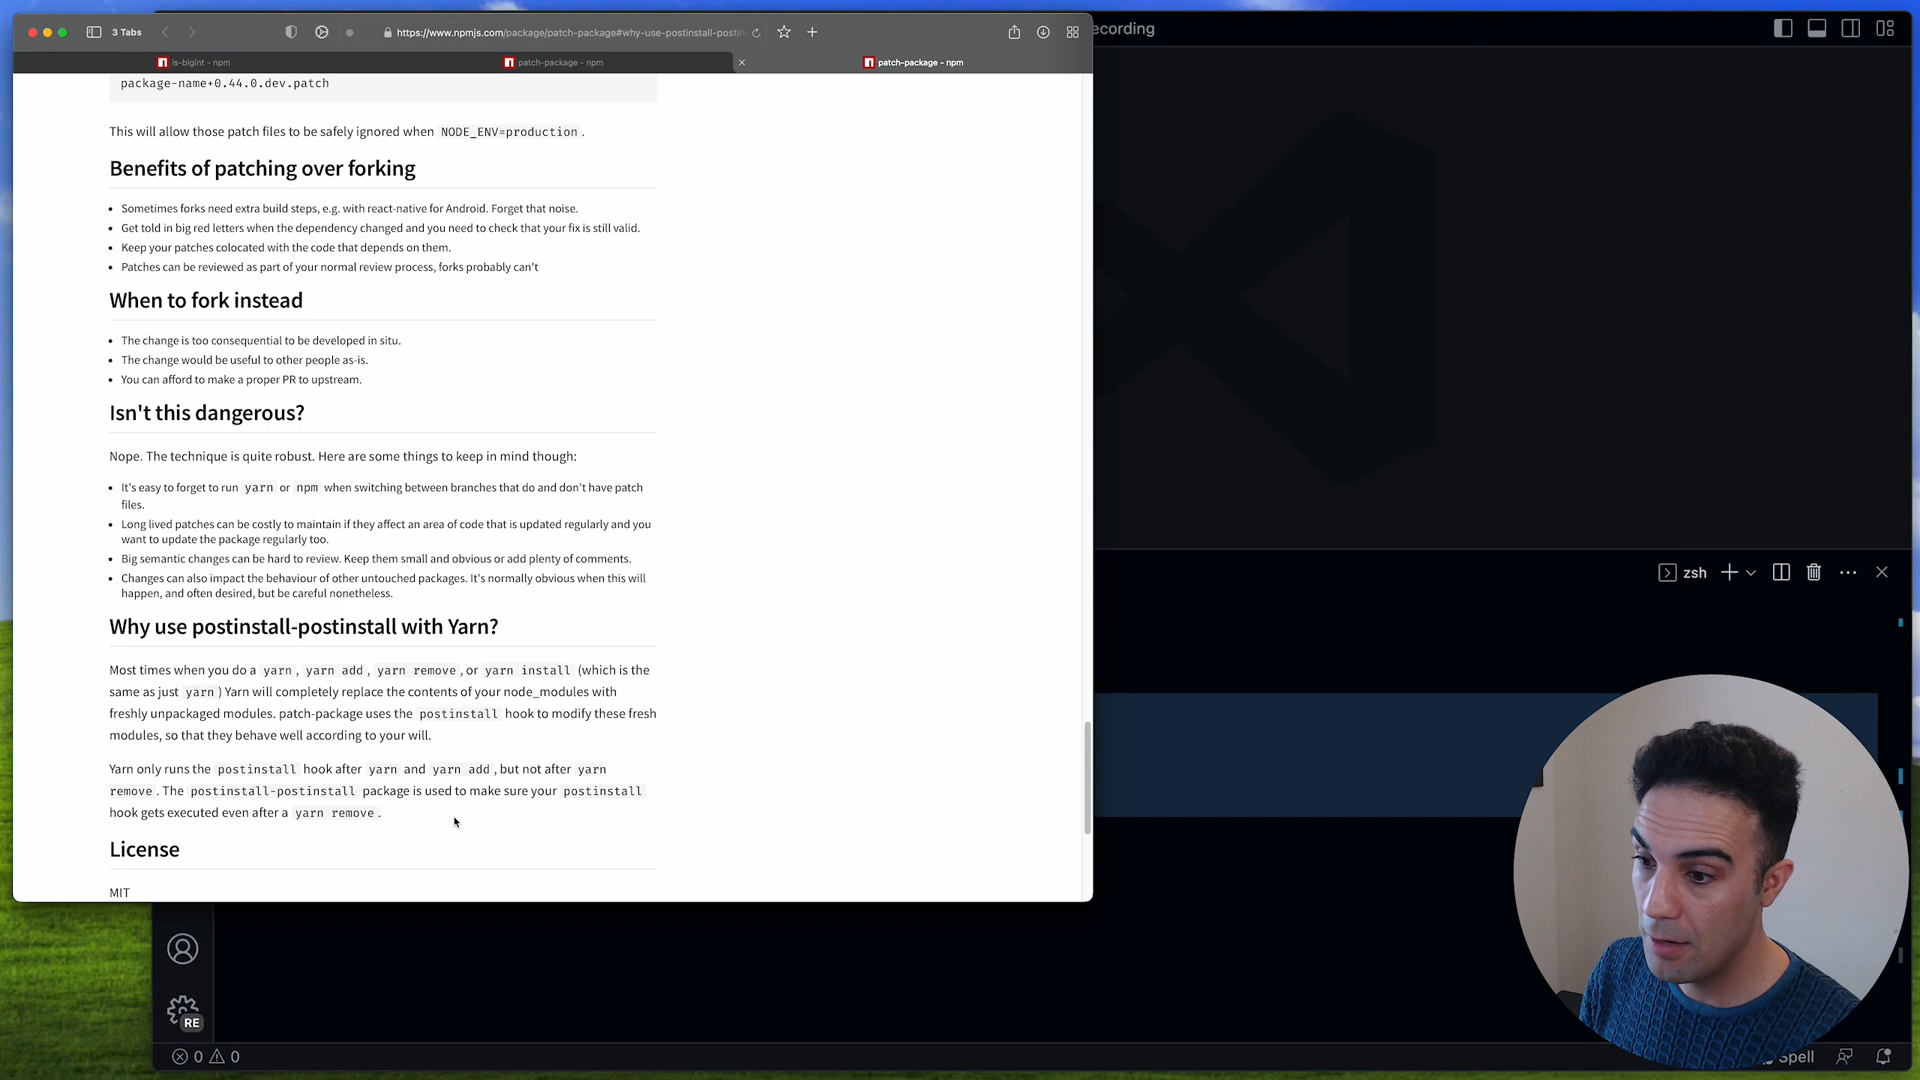 3 Tabs
https://www.npmjs.com/package/patch-package#why-use-postinstall-postin
ecording
is-bigint - npm
patch-package - npm
patch-package - npm
package-name+0.44.0.dev.patch
This will allow those patch files to be safely ignored when NODE_ENV=production.
Benefits of patching over forking
• Sometimes forks need extra build steps, e.g. with react-native for Android. Forget that noise.
• Get told in big red letters when the dependency changed and you need to check that your fix is still valid.
• Keep your patches colocated with the code that depends on them.
• Patches can be reviewed as part of your normal review process, forks probably can't
When to fork instead
• The change is too consequential to be developed in situ.
• The change would be useful to other people as-is.
• You can afford to make a proper PR to upstream.
Isn't this dangerous?
Nope. The technique is quite robust. Here are some things to keep in mind though:
• It's easy to forget to run yarn or npm when switching between branches that do and don't have patch
files.
• Long lived patches can be costly to maintain if they affect an area of code that is updated regularly and you
want to update the package regularly too.
• Big semantic changes can be hard to review. Keep them small and obvious or add plenty of comments.
• Changes can also impact the behaviour of other untouched packages. It's normally obvious when this will
happen, and often desired, but be careful nonetheless.
Why use postinstall-postinstall with Yarn?
Most times when you do a yarn, yarn add, yarn remove, or yarn install (which is the
same as just yarn ) Yarn will completely replace the contents of your node_modules with
freshly unpackaged modules. patch-package uses the postinstall hook to modify these fresh
modules, so that they behave well according to your will.
Yarn only runs the postinstall hook after yarn and yarn add, but not after yarn
remove. The postinstall-postinstall package is used to make sure your postinstall
hook gets executed even after a yarn remove.
License
MIT
zsh
RE
0 0
Spell